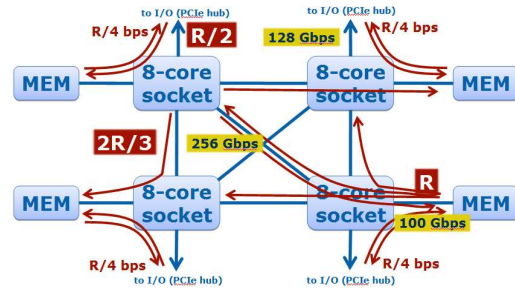 to I/O (PCIe hub)
to I/O (PCIe hub)
R/4 bps
R/2
128 Gbps
R/4 bps
MEM
8-core
socket
8-core
socket
MEM
2R/3
256 Gbps
R
MEM
8-core
socket
8-core
socket
MEM
100 Gbps
R/4 bps
R/4 bps
to I/O (PCIe hub)
to I/O (PCIe hub)